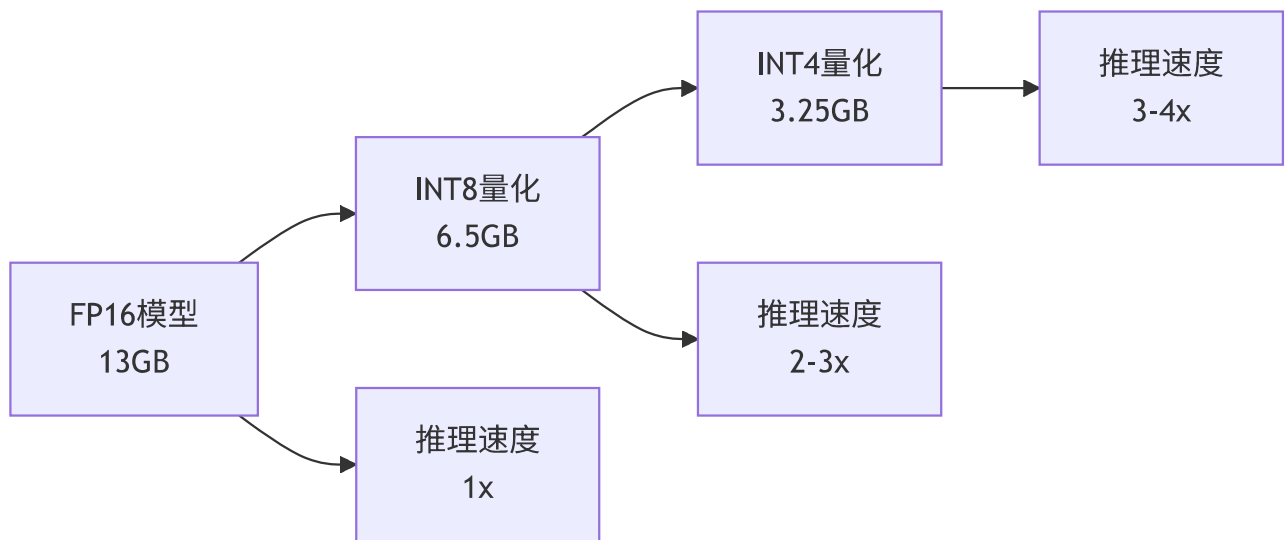 FP16模型
13GB
INT8量化
6.5GB
推理速度
1x
INT4量化
3.25GB
推理速度
2-3x
推理速度
3-4x